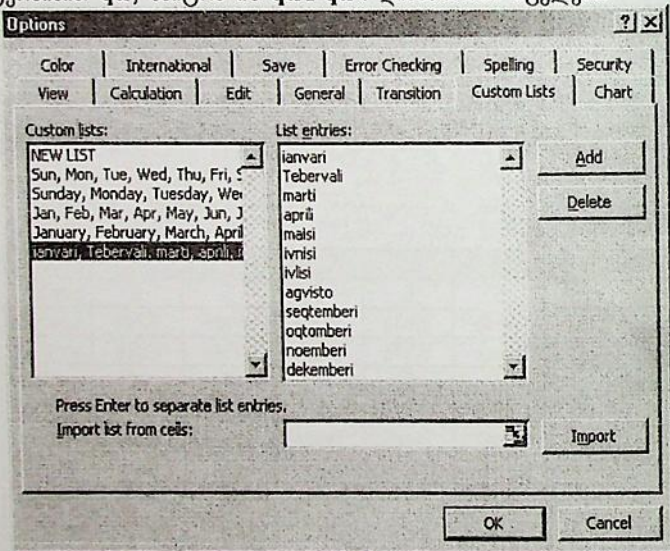 Options
Color International Save Error Checking Spelling Security
View Calculation Edit General Transition Custom Lists Chart
Custom lists:
NEW LIST
Sun, Mon, Tue, Wed, Thu, Fri, S
Sunday, Monday, Tuesday, We
Jan, Feb, Mar, Apr, May, Jun, J
January, February, March, April
ianvari, Tebervali, marti, aprili,
List entries:
ianvari
Tebervali
marti
aprili
maisi
ivnisi
ivlisi
agvisto
seqtemberi
oqtomberi
noemberi
dekemberi
Add
Delete
Press Enter to separate list entries.
Import list from cells:
Import
OK
Cancel